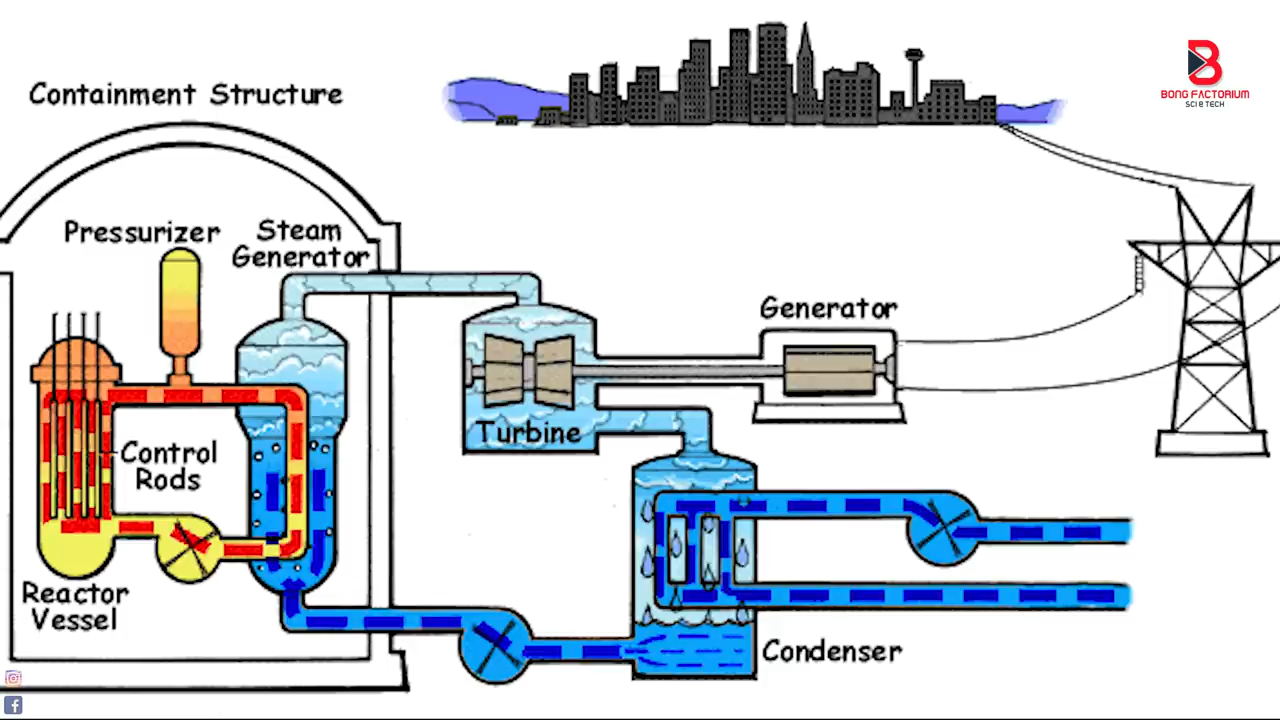 BONG FACTORIUM
SCI & TECH
Containment Structure
Pressurizer
Steam
Generator
Generator
Turbine
Control
Rods
Reactor
Vessel
Condenser